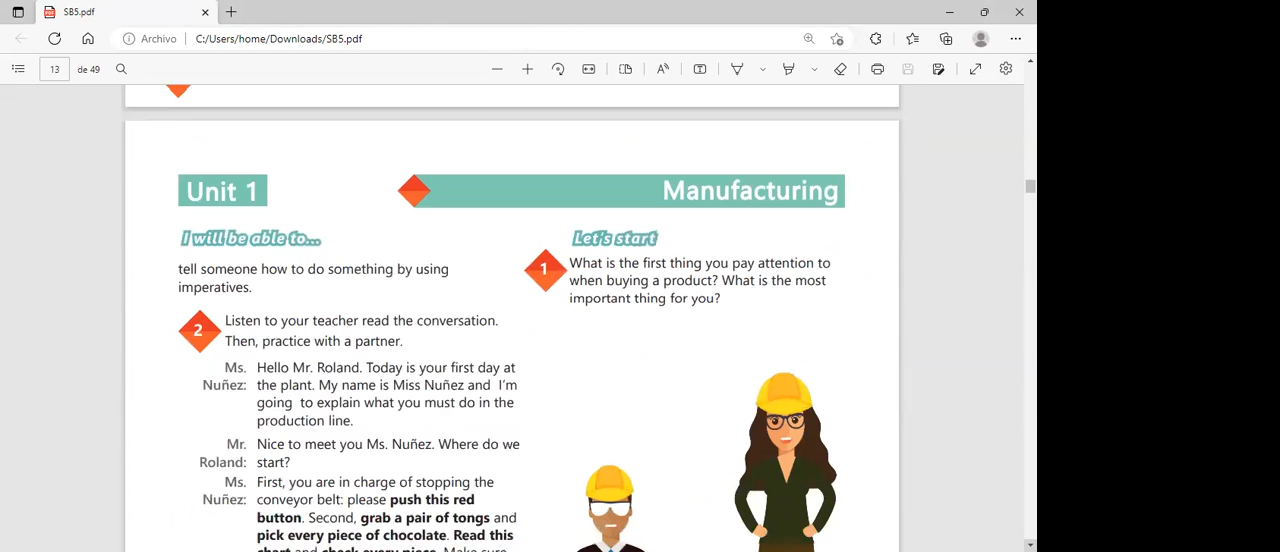 SB5.pdf
Archivo
C:/Users/home/Downloads/SB5.pdf
13
de 49
Unit 1
Manufacturing
I will be able to...
tell someone how to do something by using
imperatives.
Let's start
1
What is the first thing you pay attention to
when buying a product? What is the most
important thing for you?
2
Listen to your teacher read the conversation.
Then, practice with a partner.
Ms. Hello Mr. Roland. Today is your first day at
Nuñez: the plant. My name is Miss Nuñez and I'm
going to explain what you must do in the
production line.
Mr. Nice to meet you Ms. Nuñez. Where do we
Roland: start?
Ms. First, you are in charge of stopping the
Nuñez: conveyor belt: please push this red
button. Second, grab a pair of tongs and
pick every piece of chocolate. Read this
chart and check every piece. Make sure